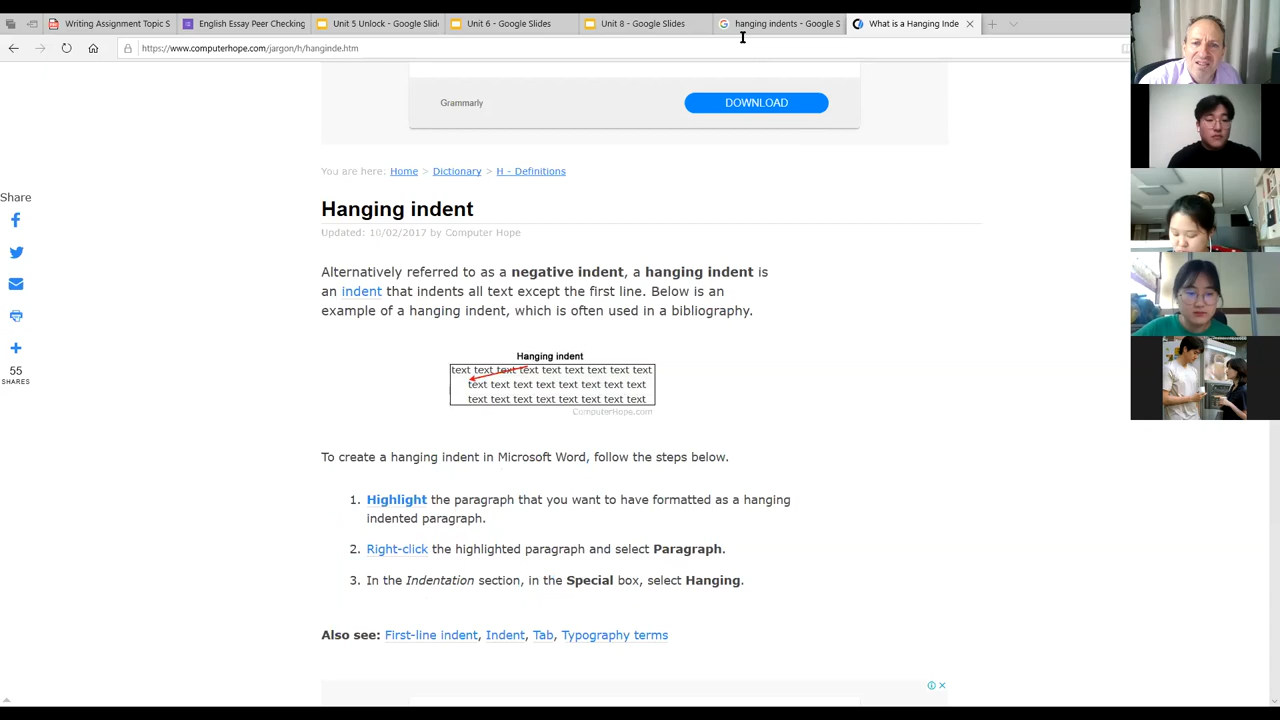 Writing Assignment Topic S
English Essay Peer Checking
Unit 5 Unlock - Google Slide
Unit 6 - Google Slides
Unit 8 - Google Slides
hanging indents - Google S
What is a Hanging Inde
https://www.computerhope.com/jargon/h/hanginde.htm
Grammarly
DOWNLOAD
You are here: Home > Dictionary > H - Definitions
Share
Hanging indent
Updated: 10/02/2017 by Computer Hope
Alternatively referred to as a negative indent, a hanging indent is
an indent that indents all text except the first line. Below is an
example of a hanging indent, which is often used in a bibliography.
55
SHARES
Hanging indent
text text text text text text text text text
text text text text text text text text
text text text text text text text text
ComputerHope.com
To create a hanging indent in Microsoft Word, follow the steps below.
1. Highlight the paragraph that you want to have formatted as a hanging
indented paragraph.
2. Right-click the highlighted paragraph and select Paragraph.
3. In the Indentation section, in the Special box, select Hanging.
Also see: First-line indent, Indent, Tab, Typography terms